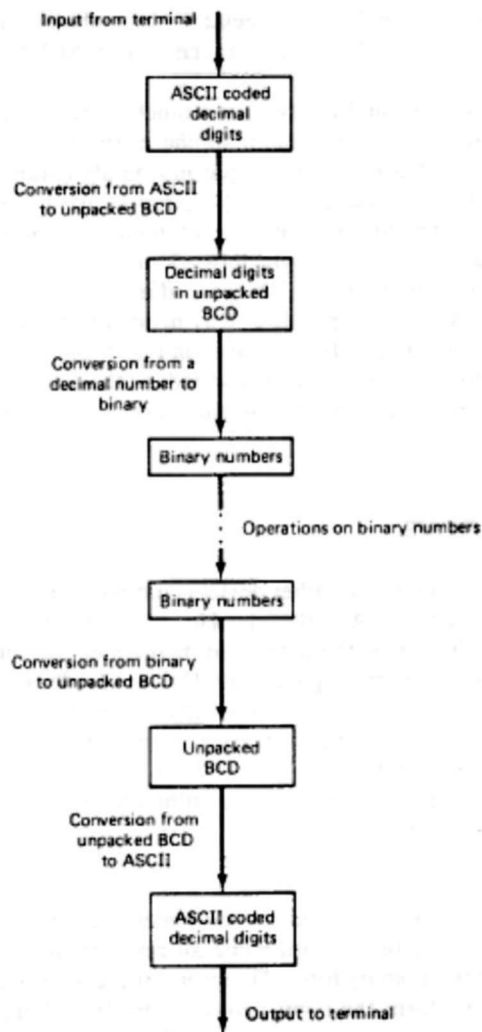 Input from terminal
ASCII coded
decimal
digits
Conversion from ASCII
to unpacked BCD
Decimal digits
in unpacked
BCD
Conversion from a
decimal number to
binary
Binary numbers
Operations on binary numbers
Binary numbers
Conversion from binary
to unpacked BCD
Unpacked
BCD
Conversion from
unpacked BCD
to ASCII
ASCII coded
decimal digits
Output to terminal